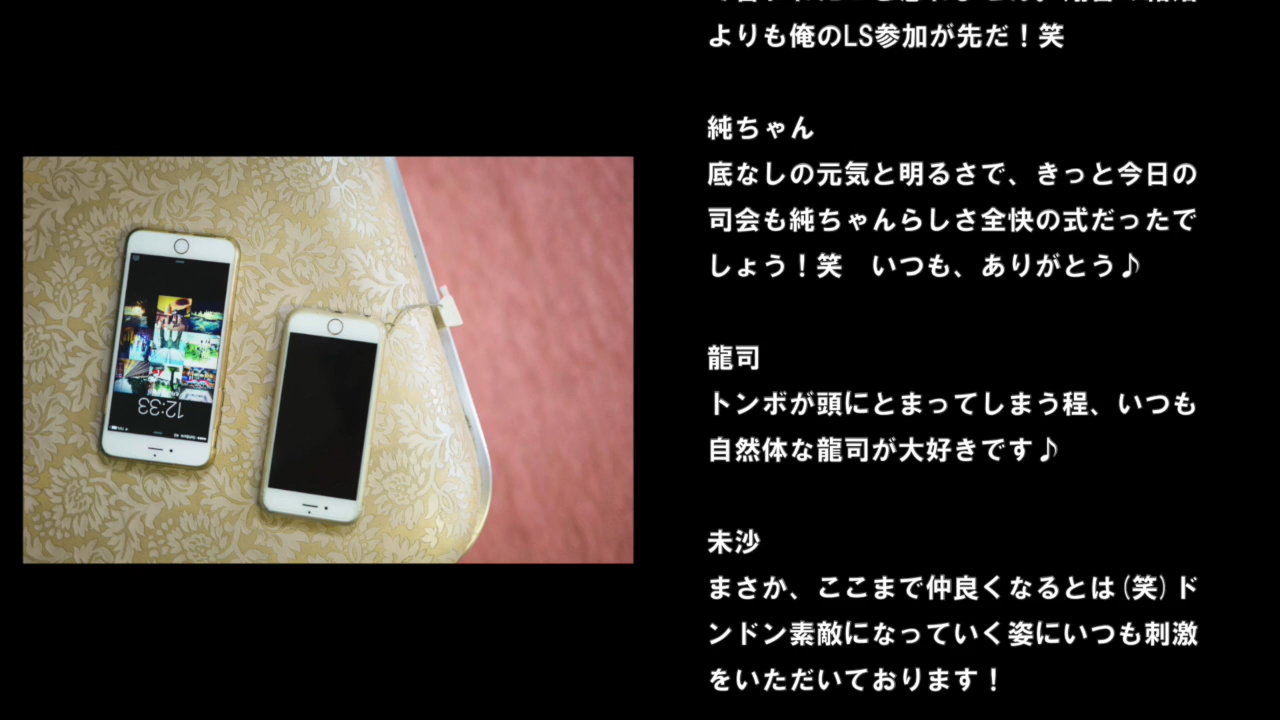 よりも俺のLS参加が先だ！笑
純ちゃん
底なしの元気と明るさで、きっと今日の
司会も純ちゃんらしさ全快の式だったで
しょう！笑　いつも、ありがとう♪
龍司
トンボが頭にとまってしまう程、いつも
自然体な龍司が大好きです♪
未沙
まさか、ここまで仲良くなるとは(笑)ド
ンドン素敵になっていく姿にいつも刺激
をいただいております！
12:33